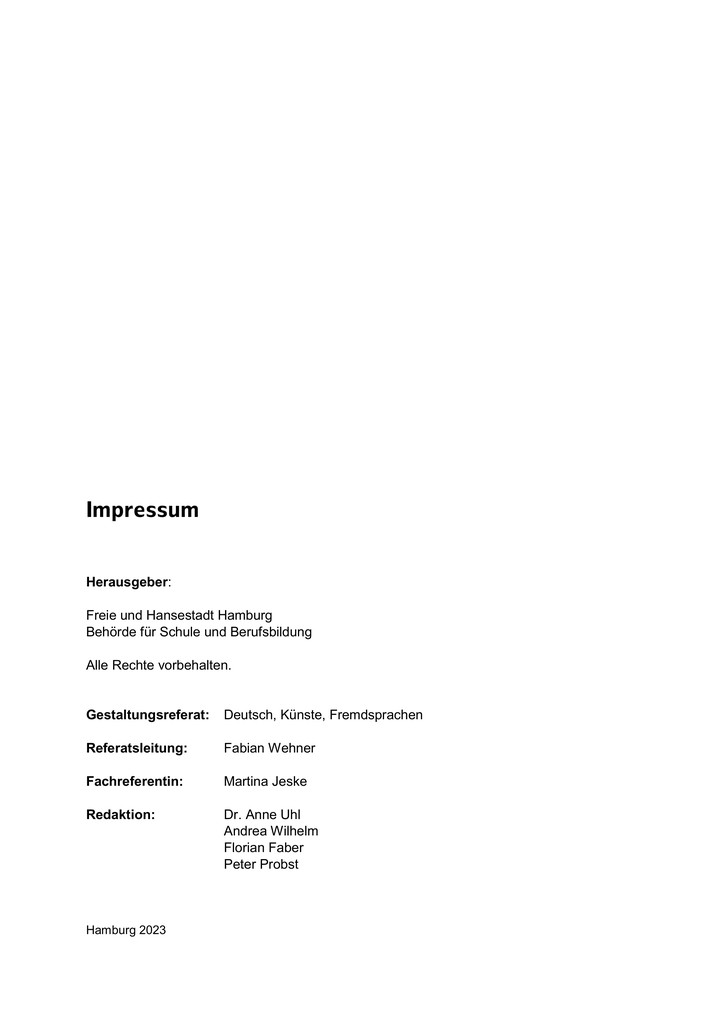 Impressum
Herausgeber:
Freie und Hansestadt Hamburg
Behörde für Schule und Berufsbildung
Alle Rechte vorbehalten.
Gestaltungsreferat: Deutsch, Künste, Fremdsprachen
Referatsleitung: Fabian Wehner
Fachreferentin: Martina Jeske
Redaktion: Dr. Anne Uhl
Andrea Wilhelm
Florian Faber
Peter Probst
Hamburg 2023